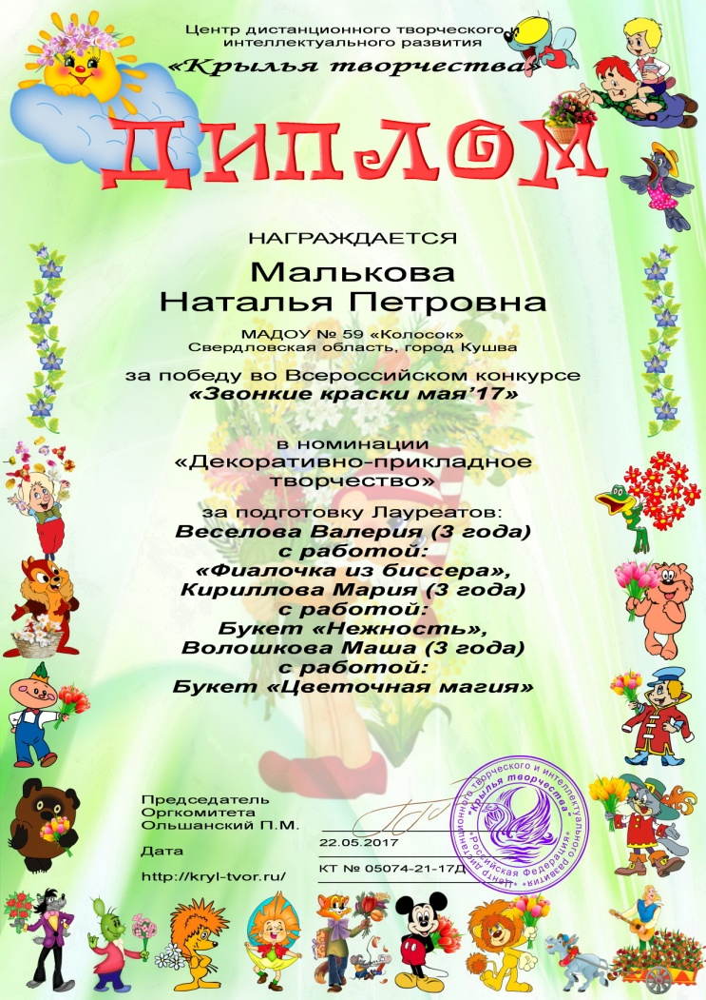 Центр дистанционного творческого и
интеллектуального развития
«Крылья творчества»
ДИПЛОМ
НАГРАЖДАЕТСЯ
Малькова
Наталья Петровна
МАДОУ № 59 «Колосок»
Свердловская область, город Кушва
за победу во Всероссийском конкурсе
«Звонкие краски мая’17»
в номинации
«Декоративно-прикладное
творчество»
за подготовку Лауреатов:
Веселова Валерия (3 года)
с работой:
«Фиалочка из биссера»,
Кириллова Мария (3 года)
с работой:
Букет «Нежность»,
Волошкова Маша (3 года)
с работой:
Букет «Цветочная магия»
Председатель
Оргкомитета
Ольшанский П.М.
Дата
22.05.2017
http://kryl-tvor.ru/
КТ № 05074-21-17Д
*Центр дистанционного творческого и интеллектуального развития*
"Крылья творчества"
*Российская Федерация*